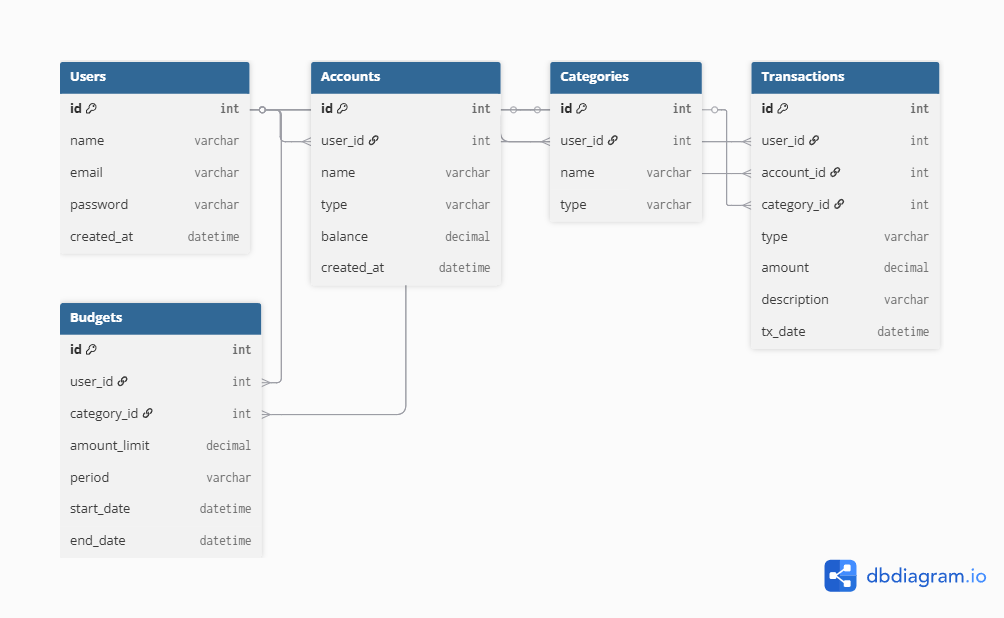 Users
id int
name varchar
email varchar
password varchar
created_at datetime
Accounts
id int
user_id int
name varchar
type varchar
balance decimal
created_at datetime
Categories
id int
user_id int
name varchar
type varchar
Transactions
id int
user_id int
account_id int
category_id int
type varchar
amount decimal
description varchar
tx_date datetime
Budgets
id int
user_id int
category_id int
amount_limit decimal
period varchar
start_date datetime
end_date datetime
dbdiagram.io